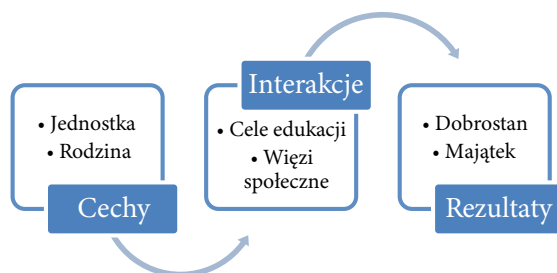 • Jednostka
• Rodzina
Cechy
Interakcje
• Cele edukacji
• Więzi
społeczne
• Dobrostan
• Majątek
Rezultaty